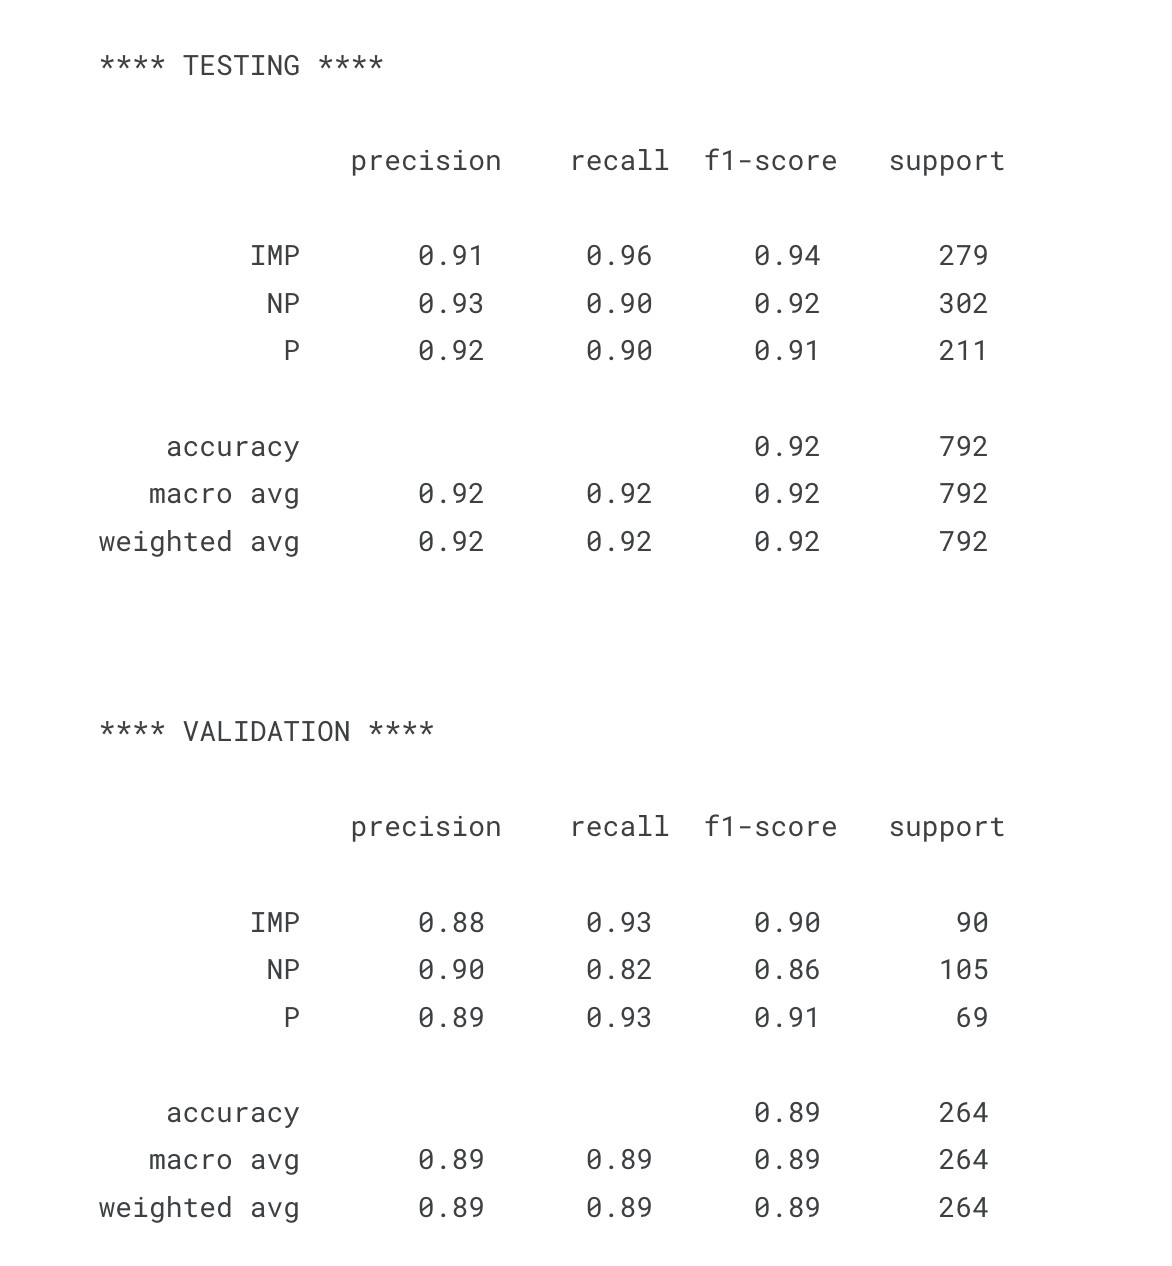 **** TESTING ****
precision recall f1-score support
IMP 0.91 0.96 0.94 279
NP 0.93 0.90 0.92 302
P 0.92 0.90 0.91 211
accuracy 0.92 792
macro avg 0.92 0.92 0.92 792
weighted avg 0.92 0.92 0.92 792
**** VALIDATION ****
precision recall f1-score support
IMP 0.88 0.93 0.90 90
NP 0.90 0.82 0.86 105
P 0.89 0.93 0.91 69
accuracy 0.89 264
macro avg 0.89 0.89 0.89 264
weighted avg 0.89 0.89 0.89 264